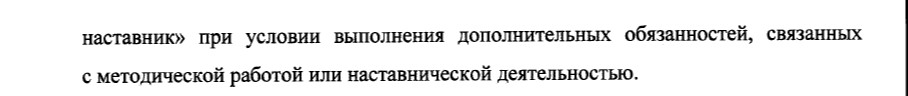 наставник» при условии выполнения дополнительных обязанностей, связанных
с методической работой или наставнической деятельностью.